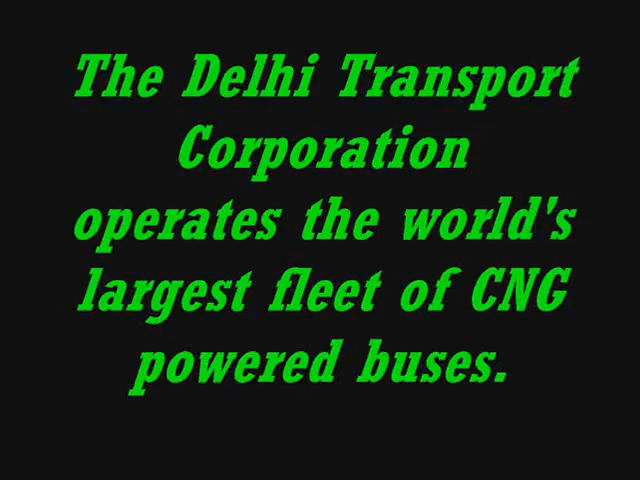 The Delhi Transport
Corporation
operates the world's
largest fleet of CNG
powered buses.